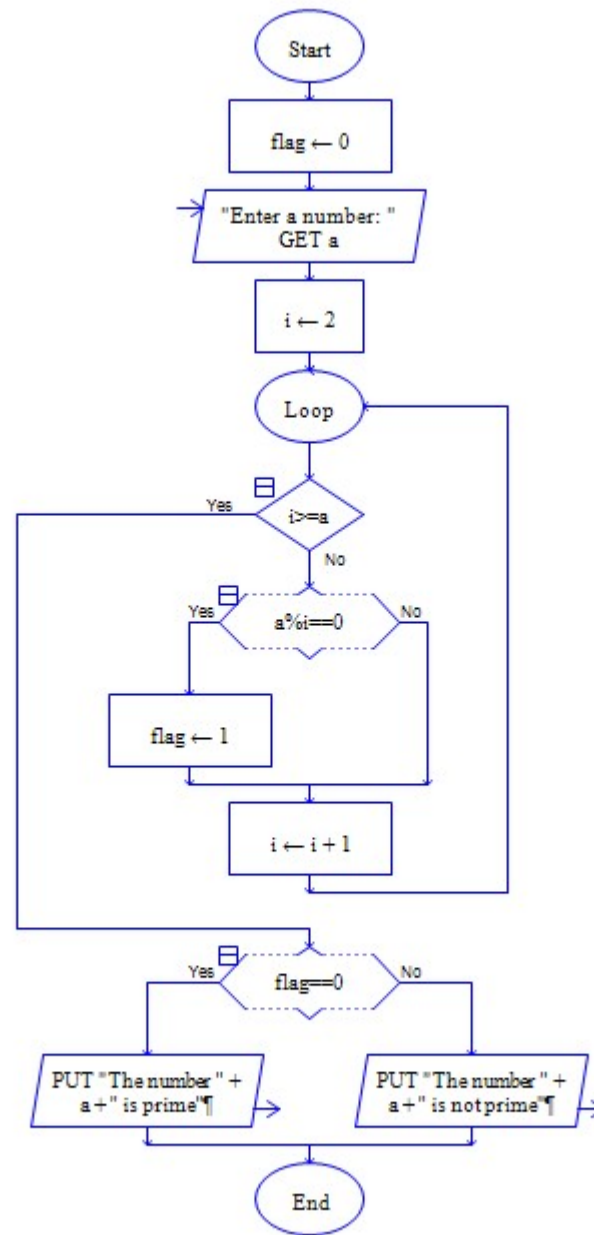 Start
flag ← 0
"Enter a number: "
GET a
i ← 2
Loop
Yes
i>=a
No
Yes
a%i==0
No
flag ← 1
i ← i + 1
Yes
flag==0
No
PUT "The number " +
a+" is prime"¶
PUT "The number " +
a+" is not prime"¶
End